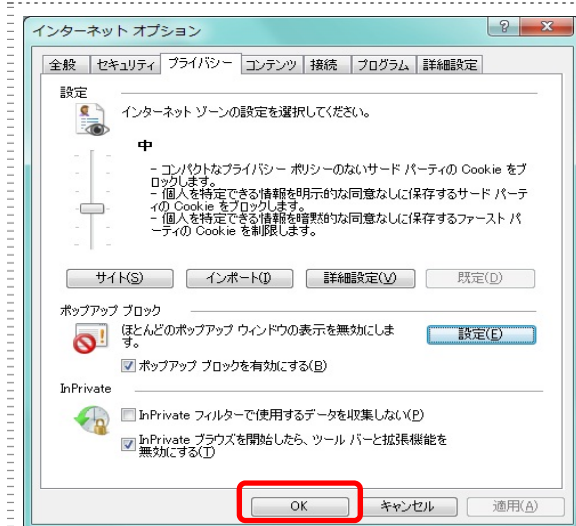 インターネット オプション
全般 セキュリティ プライバシー コンテンツ 接続 プログラム 詳細設定
設定
インターネット ゾーンの設定を選択してください。
中
- コンパクトなプライバシー ポリシーのないサード パーティの Cookie をブ
ロックします。
- 個人を特定できる情報を明示的な同意なしに保存するサード パーテ
ィの Cookie をブロックします。
- 個人を特定できる情報を暗黙的な同意なしに保存するファースト パ
ーティの Cookie を制限します。
サイト(S) インポート(I) 詳細設定(V) 既定(D)
ポップアップ ブロック
ほとんどのポップアップ ウィンドウの表示を無効にしま
す。
設定(E)
ポップアップ ブロックを有効にする(B)
InPrivate
InPrivate フィルターで使用するデータを収集しない(P)
InPrivate ブラウズを開始したら、ツール バーと拡張機能を
無効にする(T)
OK キャンセル 適用(A)